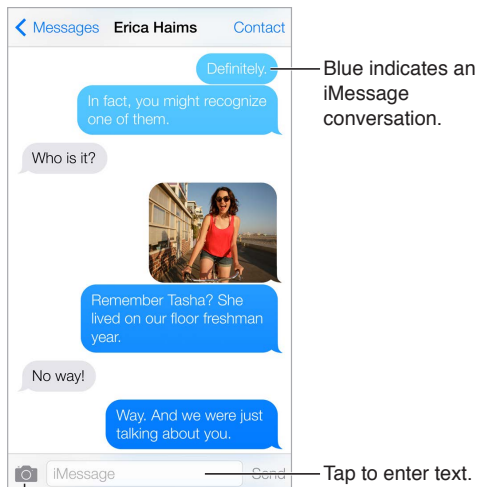 Messages Erica Haims Contact
Definitely.
Blue indicates an
iMessage
conversation.
In fact, you might recognize
one of them.
Who is it?
Remember Tasha? She
lived on our floor freshman
year.
No way!
Way. And we were just
talking about you.
iMessage Send
Tap to enter text.